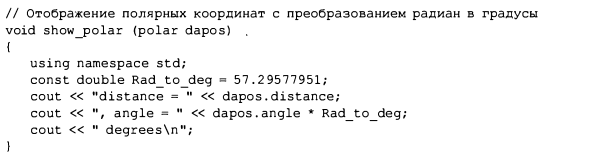 // Отображение полярных координат с преобразованием радиан в градусы
void show_polar (polar dapos)
{
using namespace std;
const double Rad_to_deg = 57.29577951;
cout << "distance = " << dapos.distance;
cout << ", angle = " << dapos.angle * Rad_to_deg;
cout << " degrees\n";
}